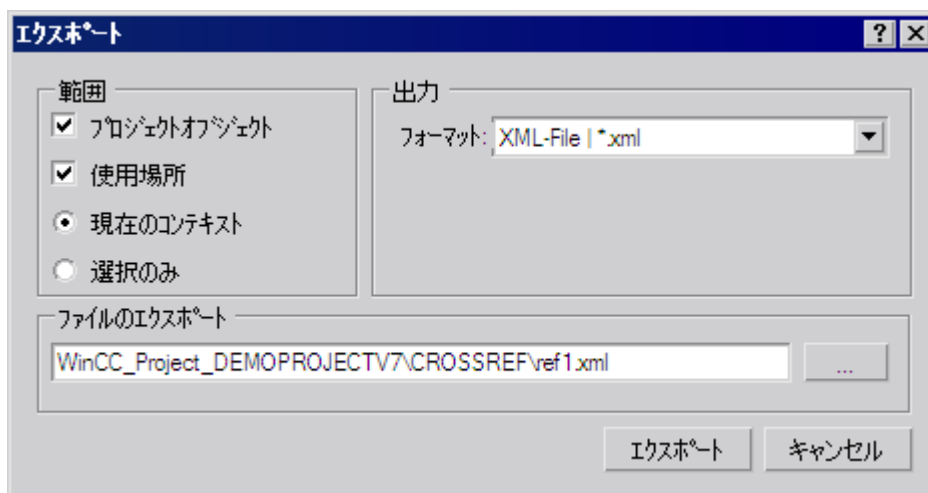 エクスポート
範囲
プロジェクトオブジェクト
使用場所
現在のコンテキスト
選択のみ
出力
フォーマット: XML-File | *.xml
ファイルのエクスポート
WinCC_Project_DEMOPROJECTV7\CROSSREF\ref1.xml
...
エクスポート キャンセル